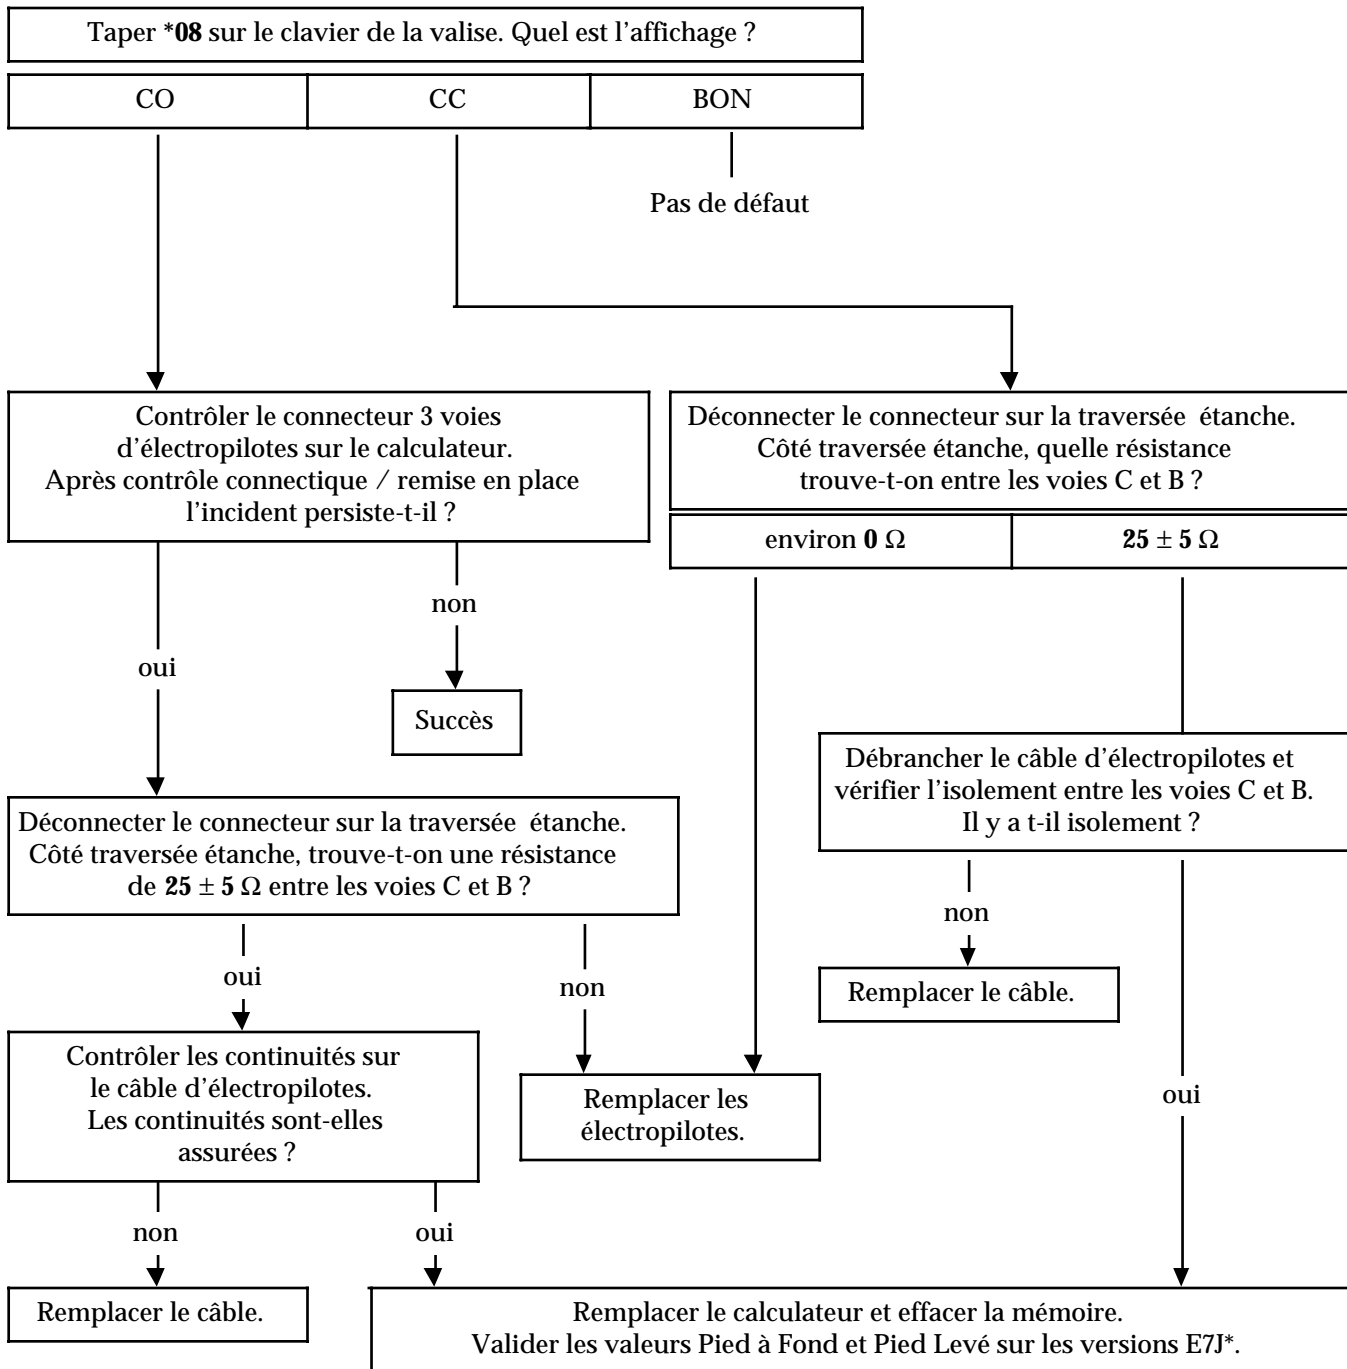 Taper *08 sur le clavier de la valise. Quel est l'affichage ?
CO
CC
BON
Pas de défaut
Contrôler le connecteur 3 voies
d'électropilotes sur le calculateur.
Après contrôle connectique / remise en place
l'incident persiste-t-il ?
Déconnecter le connecteur sur la traversée étanche.
Côté traversée étanche, quelle résistance
trouve-t-on entre les voies C et B ?
environ 0 Ω
25 ± 5 Ω
non
oui
Succès
Débrancher le câble d'électropilotes et
vérifier l'isolement entre les voies C et B.
Il y a t-il isolement ?
Déconnecter le connecteur sur la traversée étanche.
Côté traversée étanche, trouve-t-on une résistance
de 25 ± 5 Ω entre les voies C et B ?
non
oui
non
Remplacer le câble.
Contrôler les continuités sur
le câble d'électropilotes.
Les continuités sont-elles
assurées ?
Remplacer les
électropilotes.
oui
non
oui
Remplacer le câble.
Remplacer le calculateur et effacer la mémoire.
Valider les valeurs Pied à Fond et Pied Levé sur les versions E7J*.